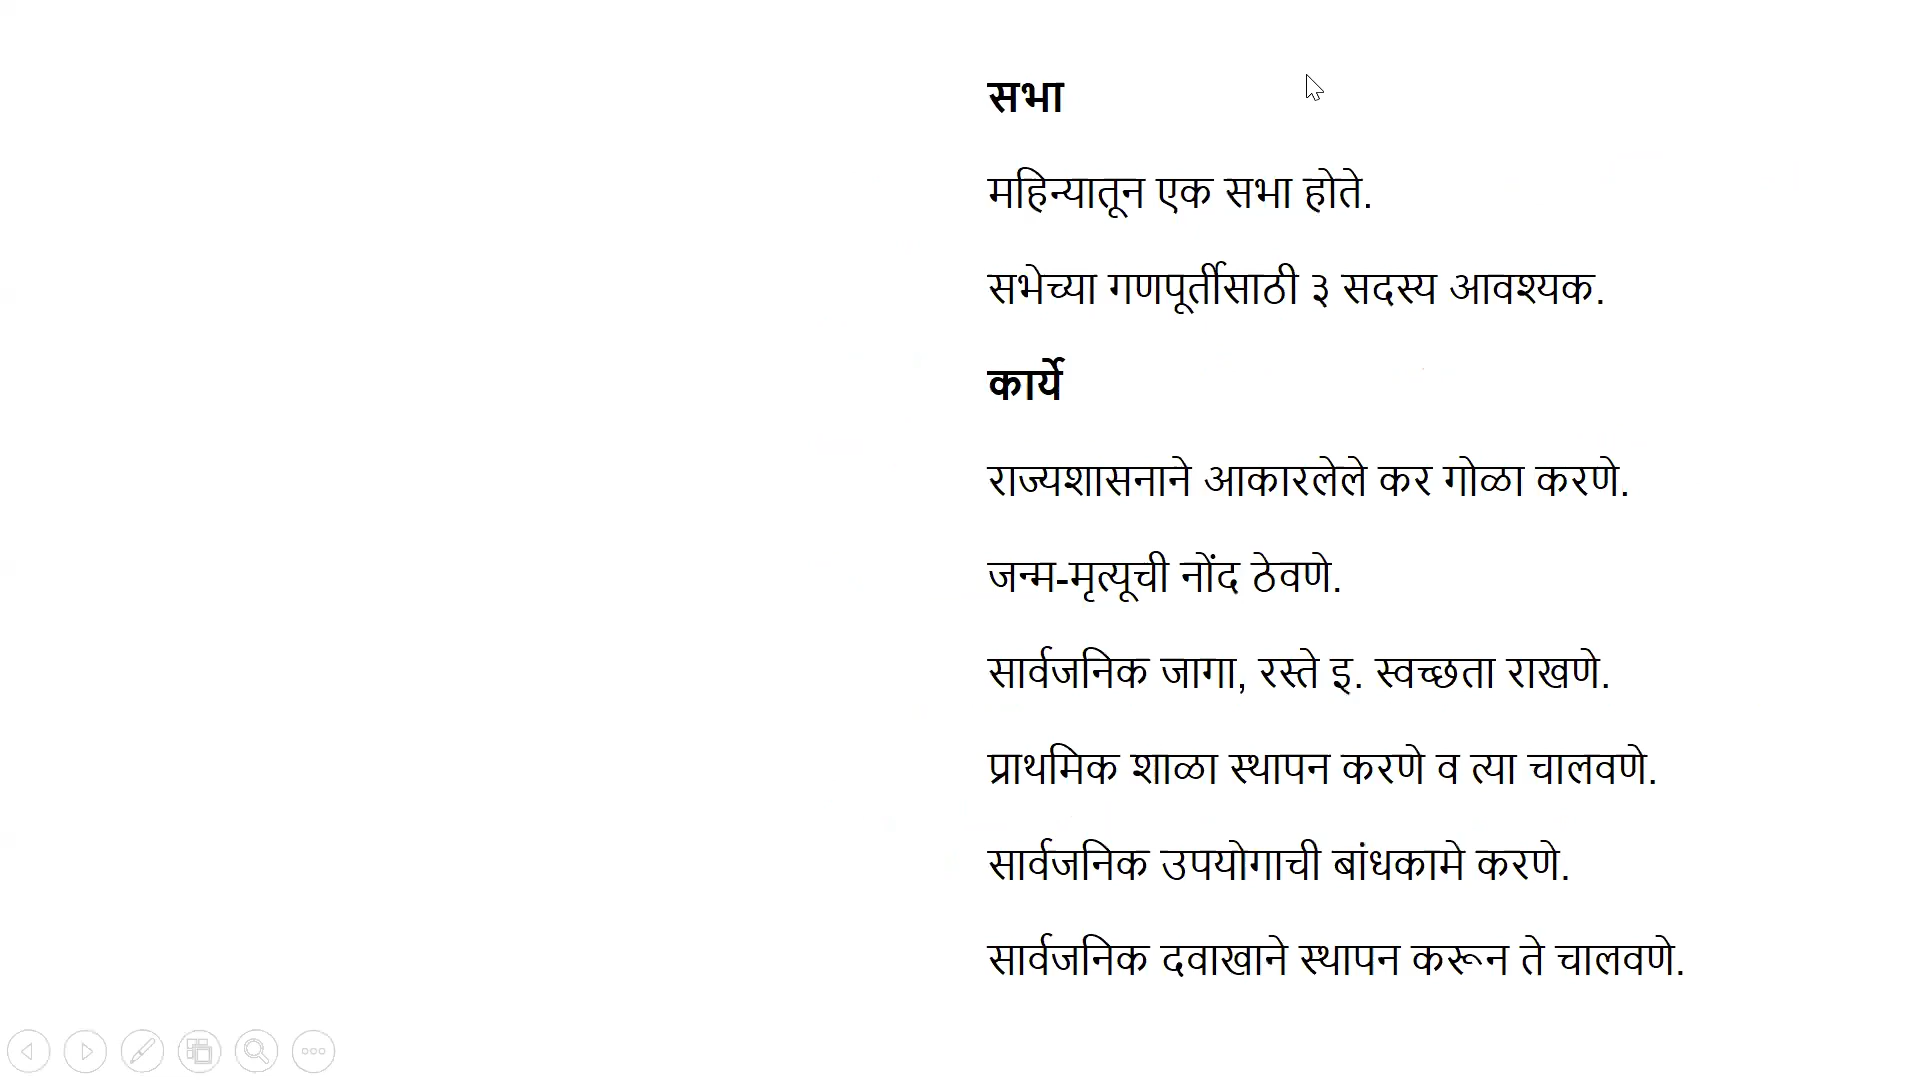 सभा
महिन्यातून एक सभा होते.
सभेच्या गणपूर्तीसाठी ३ सदस्य आवश्यक.
कार्ये
राज्यशासनाने आकारलेले कर गोळा करणे.
जन्म-मृत्यूची नोंद ठेवणे.
सार्वजनिक जागा, रस्ते इ. स्वच्छता राखणे.
प्राथमिक शाळा स्थापन करणे व त्या चालवणे.
सार्वजनिक उपयोगाची बांधकामे करणे.
सार्वजनिक दवाखाने स्थापन करून ते चालवणे.